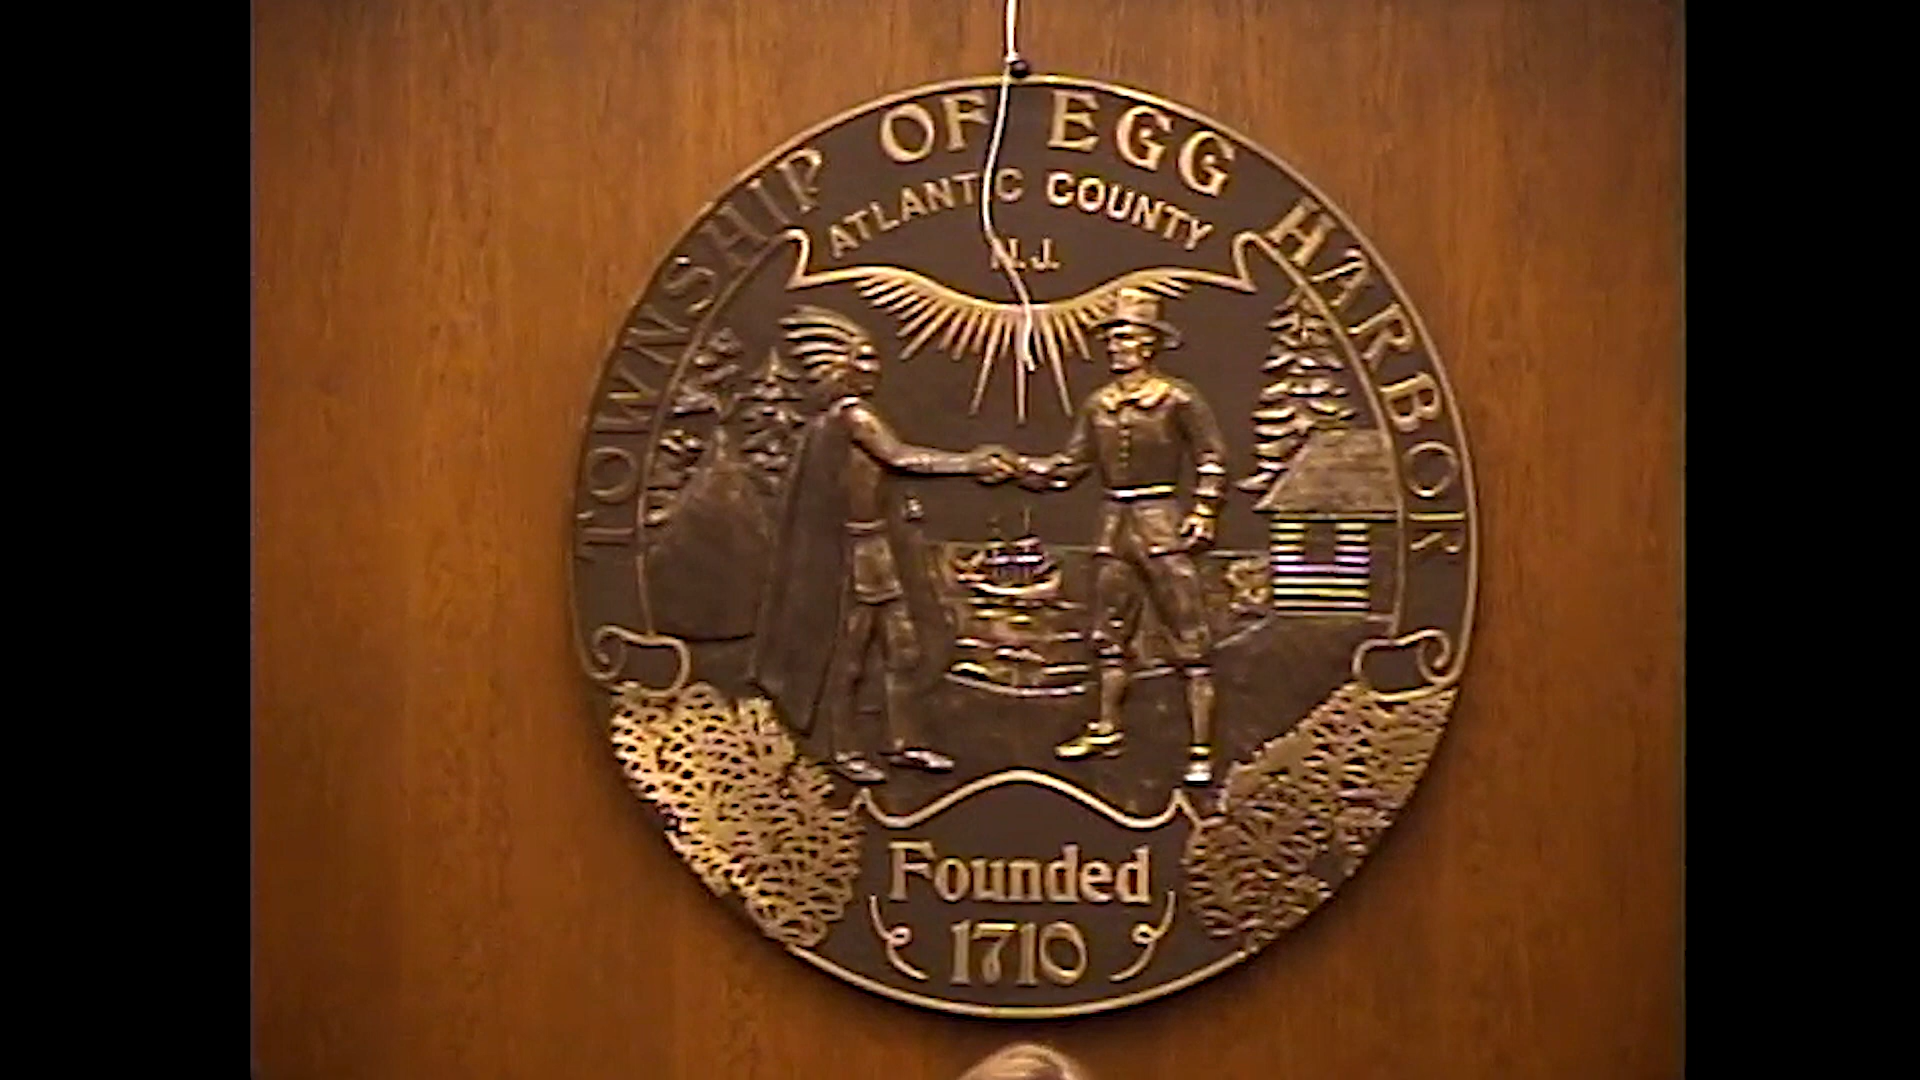 TOWNSHIP OF EGG HARBOR
ATLANTIC COUNTY
N.J.
Founded
1710